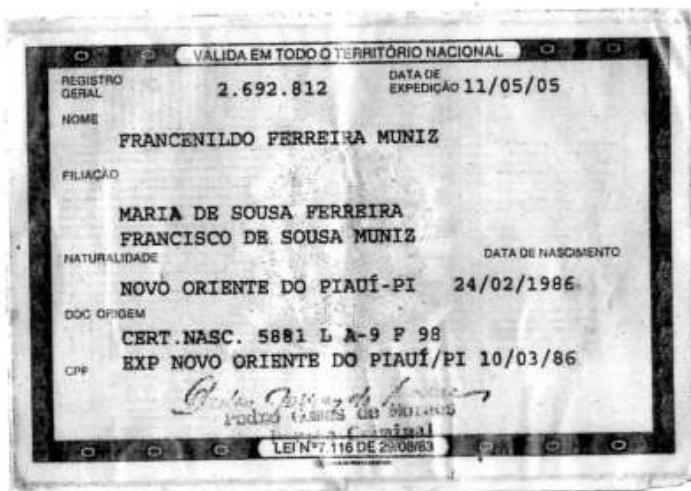 VALIDA EM TODO O TERRITÓRIO NACIONAL
REGISTRO GERAL 2.692.812 DATA DE EXPEDIÇÃO 11/05/05
NOME
FRANCENILDO FERREIRA MUNIZ
FILIAÇÃO
MARIA DE SOUSA FERREIRA
FRANCISCO DE SOUSA MUNIZ
NATURALIDADE DATA DE NASCIMENTO
NOVO ORIENTE DO PIAUÍ-PI 24/02/1986
DOC ORIGEM
CERT.NASC. 5881 L A-9 F 98
CPF EXP NOVO ORIENTE DO PIAUÍ/PI 10/03/86
Criminal
LEI Nº 7.116 DE 29/08/83